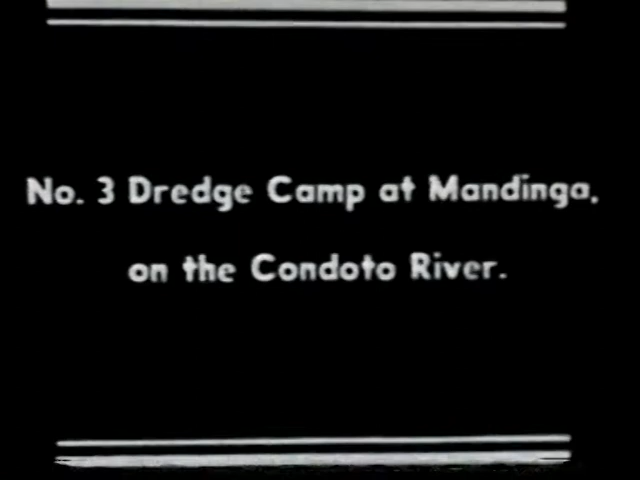 No. 3 Dredge Camp at Mandinga,
on the Condoto River.